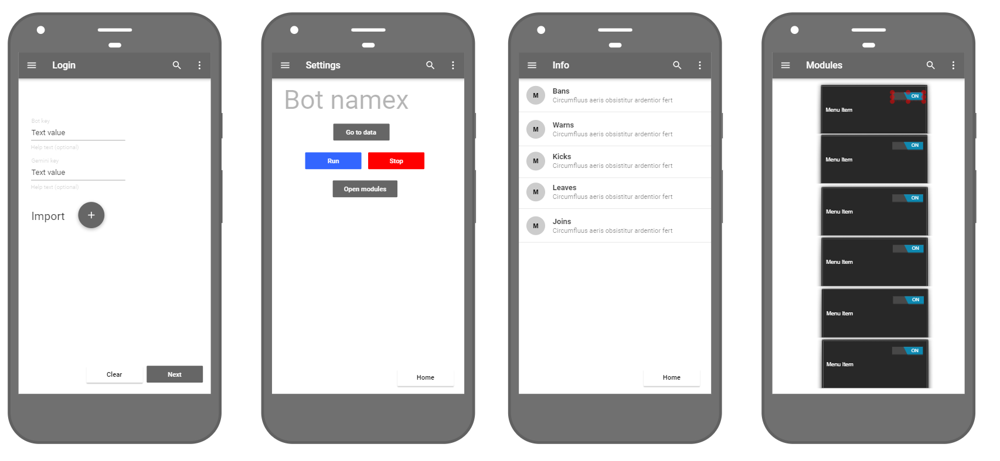 Login
Bot key
Text value
Help text (optional)
Gemini key
Text value
Help text (optional)
Import
Clear
Next
Settings
Bot namex
Go to data
Run
Stop
Open modules
Home
Info
M
Bans
Circumfluus aeris obsistitur ardentior fert
M
Warns
Circumfluus aeris obsistitur ardentior fert
M
Kicks
Circumfluus aeris obsistitur ardentior fert
M
Leaves
Circumfluus aeris obsistitur ardentior fert
M
Joins
Circumfluus aeris obsistitur ardentior fert
Home
Modules
ON
Menu Item
ON
Menu Item
ON
Menu Item
ON
Menu Item
ON
Menu Item
ON
Menu Item